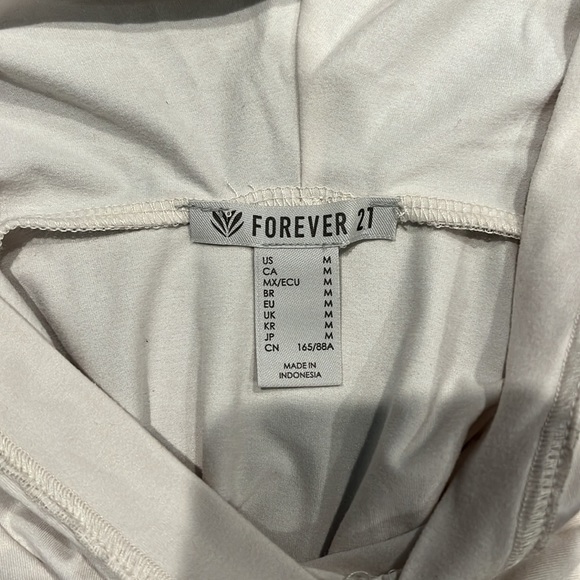 FOREVER 21
US M
CA M
MX/ECU M
BR M
EU M
UK M
KR M
JP M
CN 165/88A
MADE IN
INDONESIA